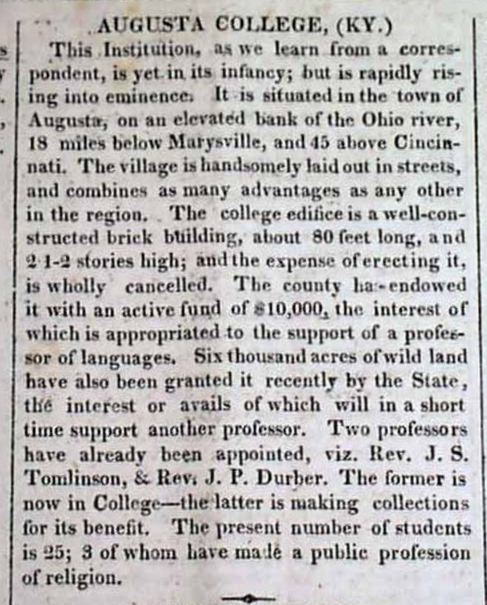 AUGUSTA COLLEGE, (KY.)
This Institution, as we learn from a corres-
pondent, is yet in its infancy; but is rapidly ris-
ing into eminence. It is situated in the town of
Augusta, on an elevated bank of the Ohio river,
18 miles below Marysville, and 45 above Cincin-
nati. The village is handsomely laid out in streets,
and combines as many advantages as any other
in the region. The college edifice is a well-con-
structed brick building, about 80 feet long, and
2 1-2 stories high; and the expense of erecting it,
is wholly cancelled. The county has endowed
it with an active fund of $10,000, the interest of
which is appropriated to the support of a profes-
sor of languages. Six thousand acres of wild land
have also been granted it recently by the State,
the interest or avails of which will in a short
time support another professor. Two professors
have already been appointed, viz. Rev. J. S.
Tomlinson, & Rev. J. P. Durber. The former is
now in College—the latter is making collections
for its benefit. The present number of students
is 25; 3 of whom have made a public profession
of religion.